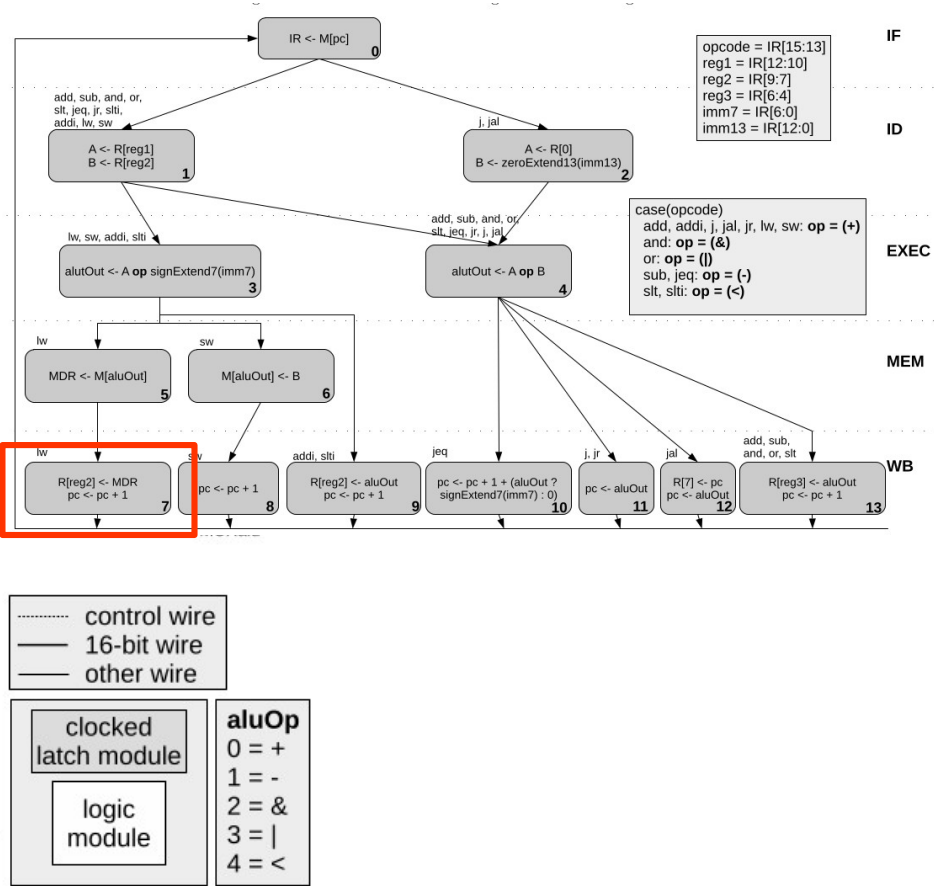 IR <- M[pc]
0
IF
opcode = IR[15:13]
reg1 = IR[12:10]
reg2 = IR[9:7]
reg3 = IR[6:4]
imm7 = IR[6:0]
imm13 = IR[12:0]
add, sub, and, or,
slt, jeq, jr, slti,
addi, lw, sw
j, jal
ID
A <- R[reg1]
B <- R[reg2]
1
A <- R[0]
B <- zeroExtend13(imm13)
2
add, sub, and, or,
slt, jeq, jr, j, jal
lw, sw, addi, slti
case(opcode)
add, addi, j, jal, jr, lw, sw: op = (+)
and: op = (&)
or: op = (|)
sub, jeq: op = (-)
slt, slti: op = (<)
EXEC
alutOut <- A op signExtend7(imm7)
3
alutOut <- A op B
4
lw
sw
MEM
MDR <- M[aluOut]
5
M[aluOut] <- B
6
lw
sw
addi, slti
jeq
j, jr
jal
add, sub,
and, or, slt
WB
R[reg2] <- MDR
pc <- pc + 1
7
pc <- pc + 1
8
R[reg2] <- aluOut
pc <- pc + 1
9
pc <- pc + 1 + (aluOut ?
signExtend7(imm7) : 0)
10
pc <- aluOut
11
R[7] <- pc
pc <- aluOut
12
R[reg3] <- aluOut
pc <- pc + 1
13
control wire
16-bit wire
other wire
clocked
latch module
logic
module
aluOp
0 = +
1 = -
2 = &
3 = |
4 = <